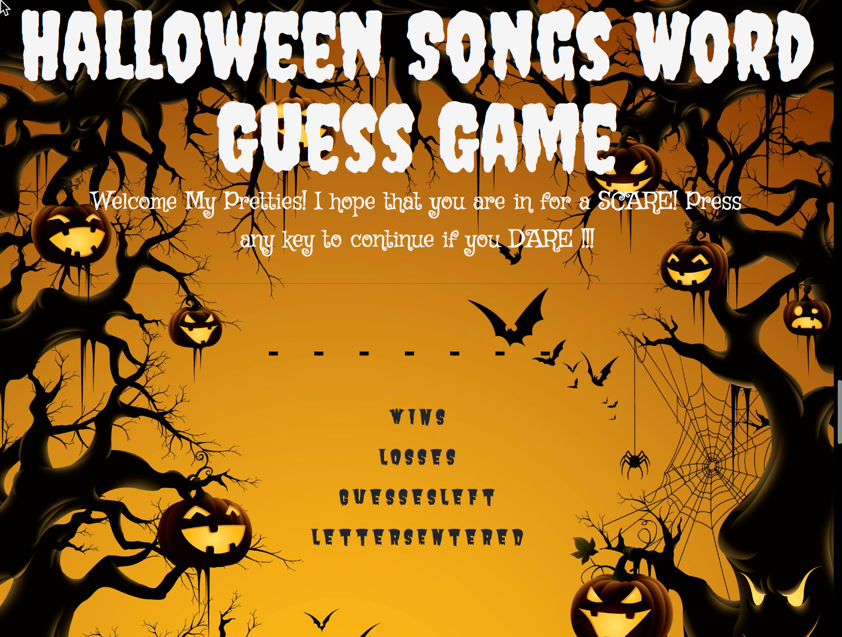 HALLOWEEN SONGS WORD
GUESS GAME
Welcome My Pretties! I hope that you are in for a SCARE! Press
any key to continue if you DARE !!!
- - - - - - -
WINS
LOSSES
GUESSESLEFT
LETTERSENTERED